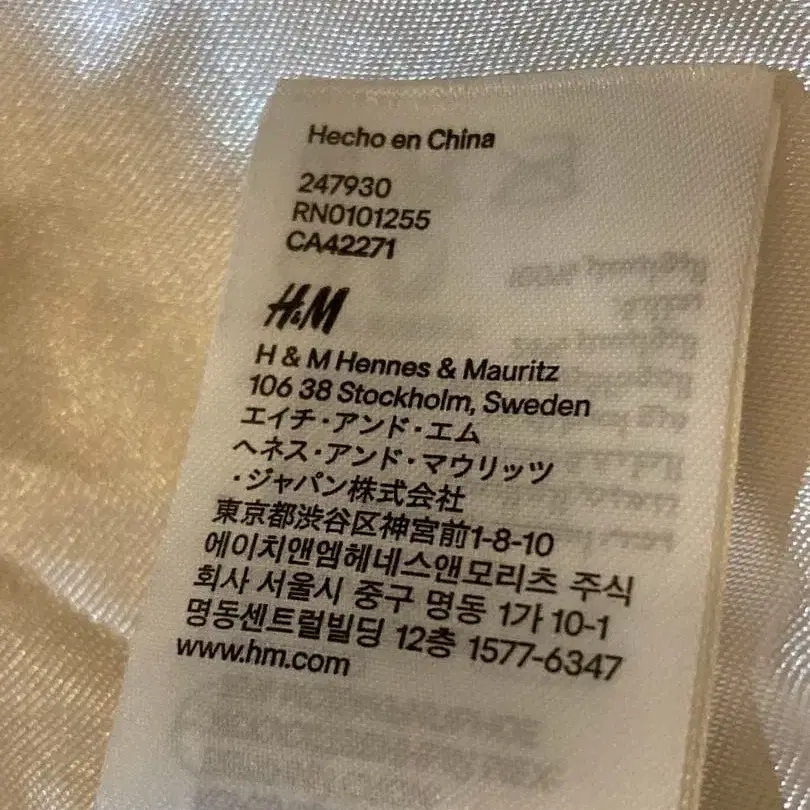 Hecho en China
247930
RN0101255
CA42271
H&M
H & M Hennes & Mauritz
106 38 Stockholm, Sweden
エイチ・アンド・エム
ヘネス・アンド・マウリッツ
・ジャパン株式会社
東京都渋谷区神宮前1-8-10
에이치앤엠헤네스앤모리츠 주식
회사 서울시 중구 명동 1가 10-1
명동센트럴빌딩 12층 1577-6347
www.hm.com